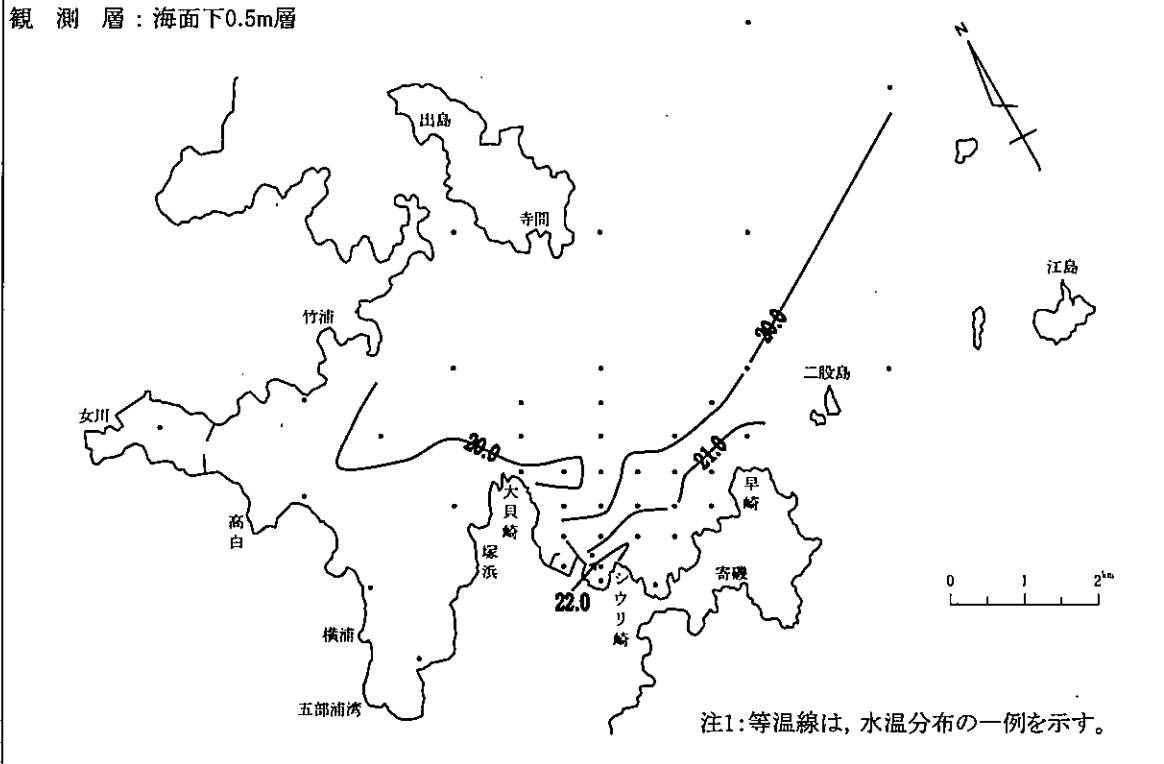 観 測 層:海面下0.5m層
N
出島
寺間
江島
竹浦
20.0
二股島
女川
20.0
21.0
大貝崎
早崎
高白
塚浜
シウリ崎
寄磯
0 1 2km
22.0
横浦
五部浦湾
注1:等温線は, 水温分布の一例を示す。